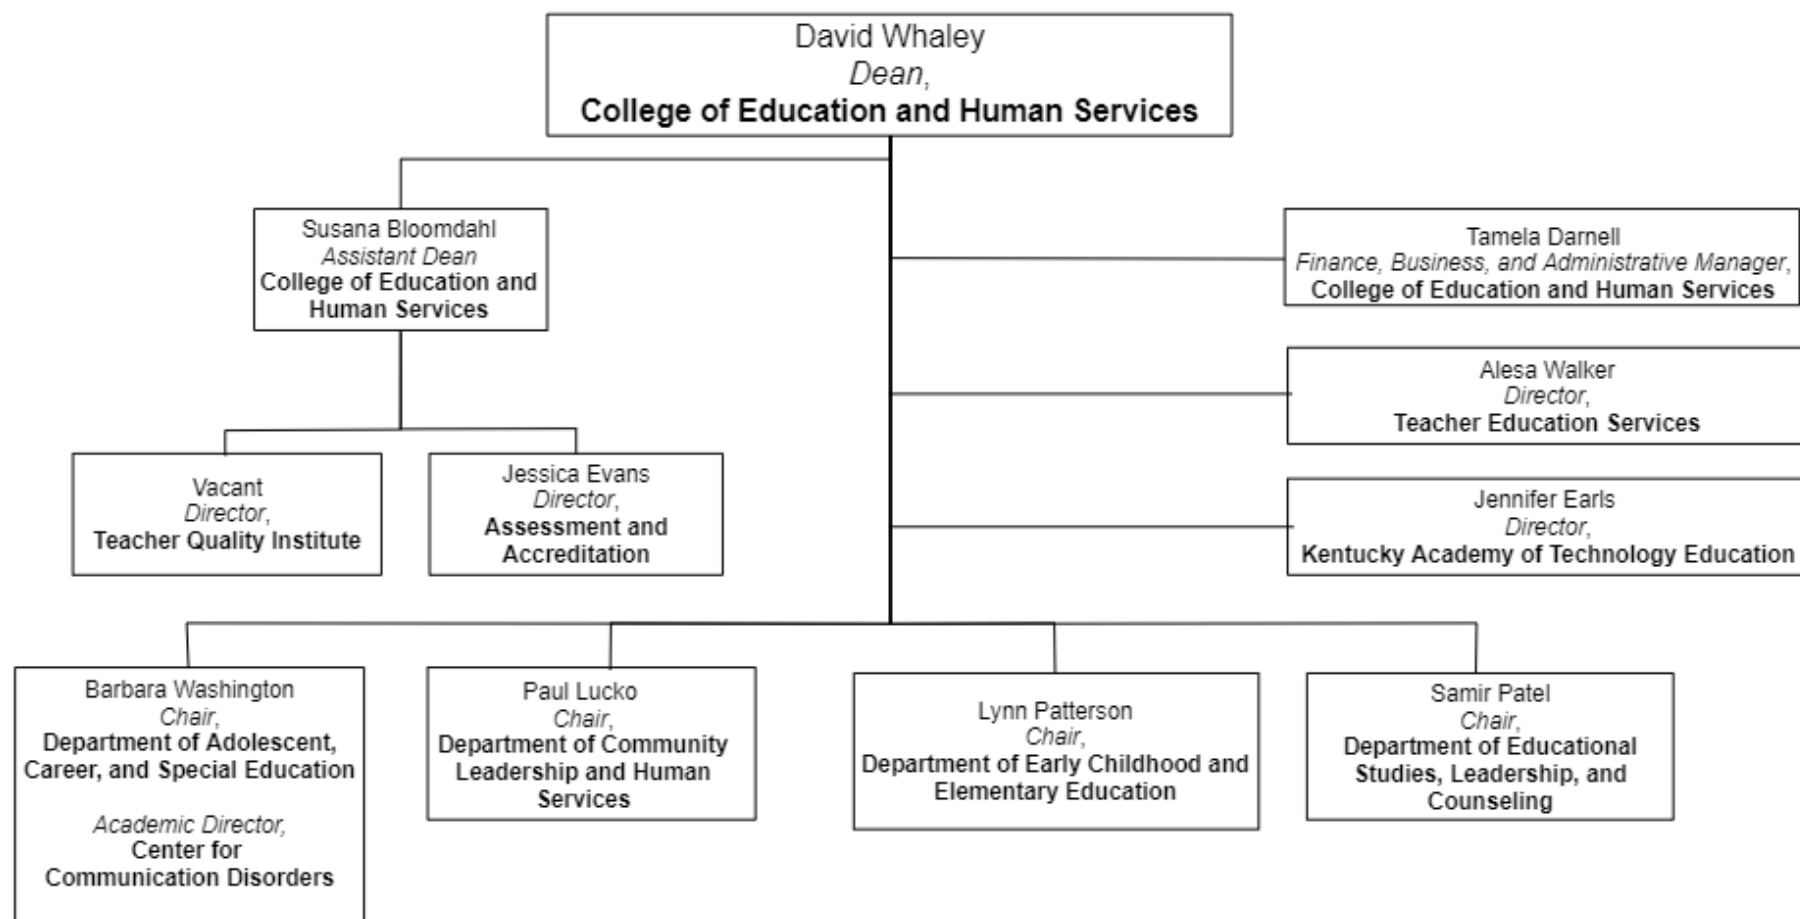 David Whaley
Dean,
College of Education and Human Services
Susana Bloomdahl
Assistant Dean
College of Education and
Human Services
Tamela Darnell
Finance, Business, and Administrative Manager,
College of Education and Human Services
Alesa Walker
Director,
Teacher Education Services
Vacant
Director,
Teacher Quality Institute
Jessica Evans
Director,
Assessment and
Accreditation
Jennifer Earls
Director,
Kentucky Academy of Technology Education
Barbara Washington
Chair,
Department of Adolescent,
Career, and Special Education
Academic Director,
Center for
Communication Disorders
Paul Lucko
Chair,
Department of Community
Leadership and Human
Services
Lynn Patterson
Chair,
Department of Early Childhood and
Elementary Education
Samir Patel
Chair,
Department of Educational
Studies, Leadership, and
Counseling